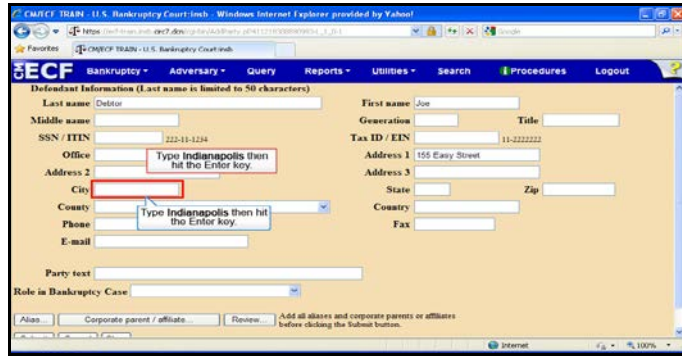 CM/ECF TRAIN - U.S. Bankruptcy Court:insb - Windows Internet Explorer provided by Yahoo!
Google
Favorites CM/ECF TRAIN - U.S. Bankruptcy Court:insb
CM ECF Bankruptcy Adversary Query Reports Utilities Search Procedures Logout ?
Defendant Information (Last name is limited to 50 characters)
Last name Debtor First name Joe
Middle name Generation Title
SSN / ITIN 222-11-1234 Tax ID / EIN 11-2222222
Office Address 1 155 Easy Street
Type Indianapolis then
hit the Enter key.
Address 2 Address 3
City State Zip
County Country
Type Indianapolis then hit
the Enter key.
Phone Fax
E-mail
Party text
Role in Bankruptcy Case
Alias... Corporate parent / affiliate... Review... Add all aliases and corporate parents or affiliates
before clicking the Submit button.
Internet 100%